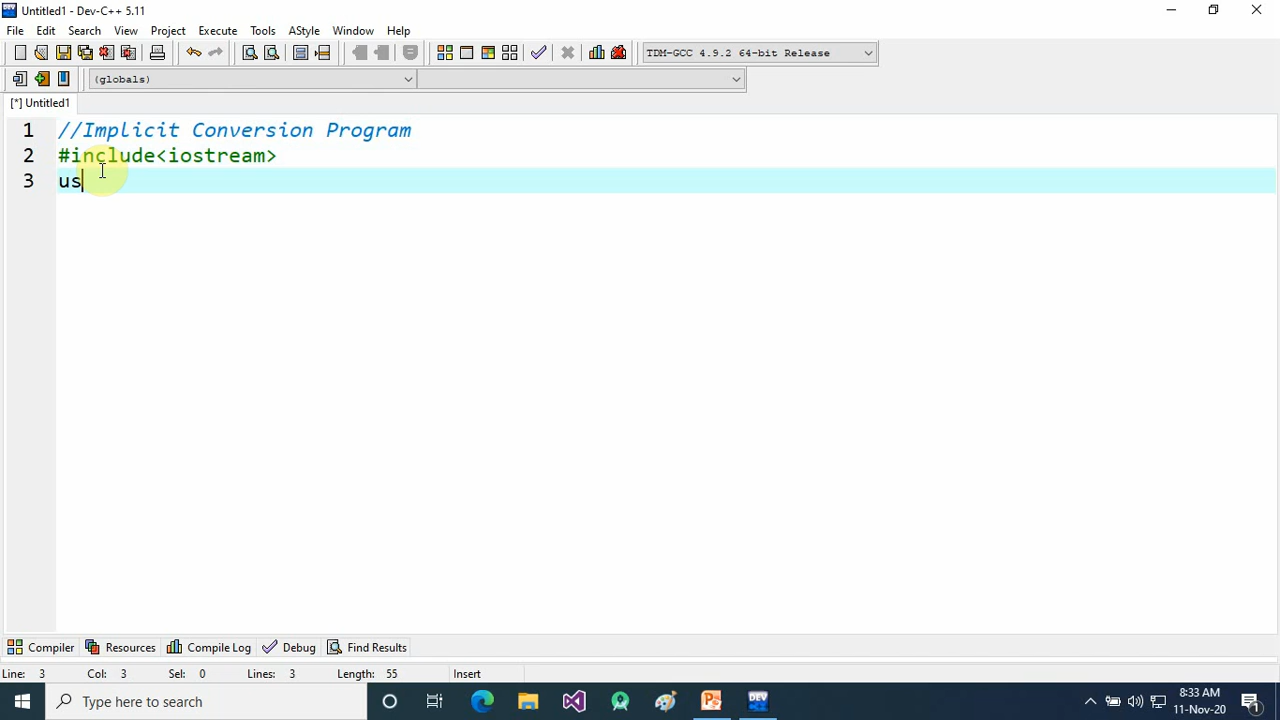 Untitled1 - Dev-C++ 5.11
File Edit Search View Project Execute Tools AStyle Window Help
TDM-GCC 4.9.2 64-bit Release
(globals)
[*] Untitled1
1 //Implicit Conversion Program
2 #include<iostream>
3 us
Compiler Resources Compile Log Debug Find Results
Line: 3 Col: 3 Sel: 0 Lines: 3 Length: 55 Insert
Type here to search
DEV
8:33 AM
11-Nov-20
1